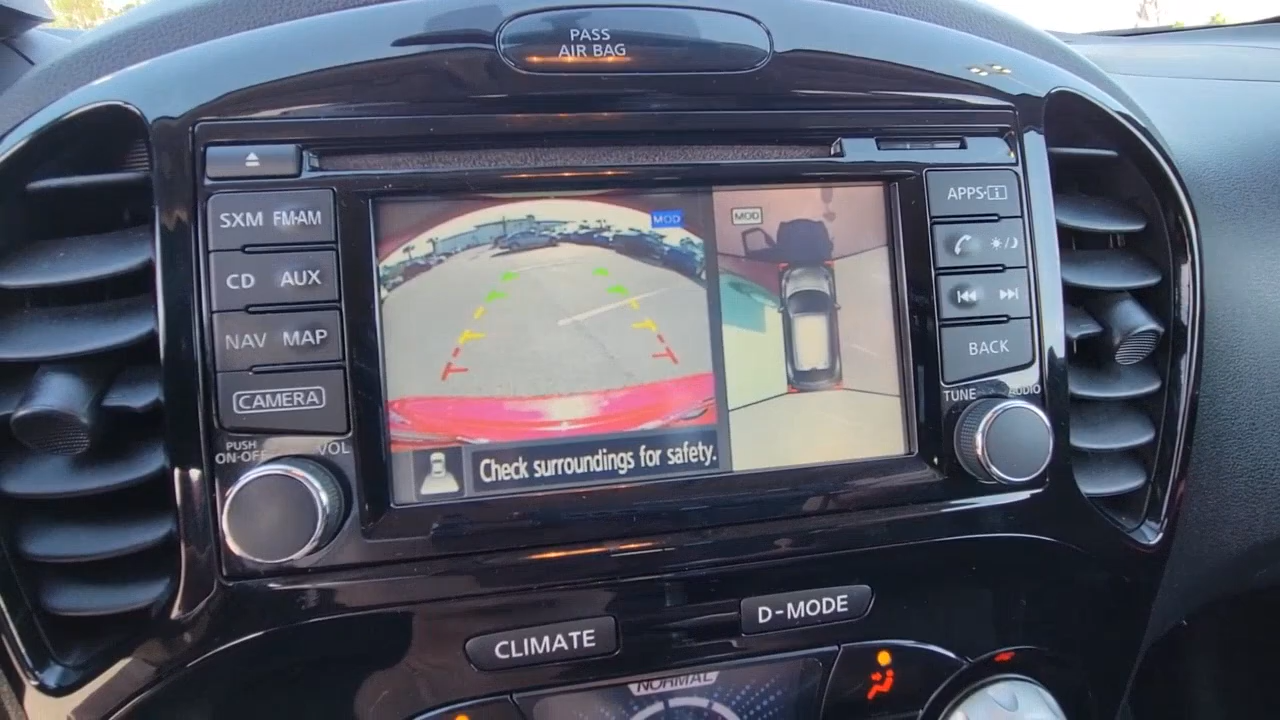 PASS
AIR BAG
SXM FM·AM
CD AUX
NAV MAP
CAMERA
PUSH
ON·OFF
VOL
MOD
MOD
Check surroundings for safety.
APPS·i
BACK
TUNE AUDIO
CLIMATE
D-MODE
NORMAL